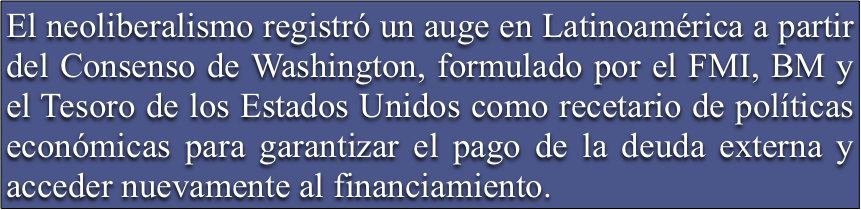 El neoliberalismo registró un auge en Latinoamérica a partir
del Consenso de Washington, formulado por el FMI, BM y
el Tesoro de los Estados Unidos como recetario de políticas
económicas para garantizar el pago de la deuda externa y
acceder nuevamente al financiamiento.